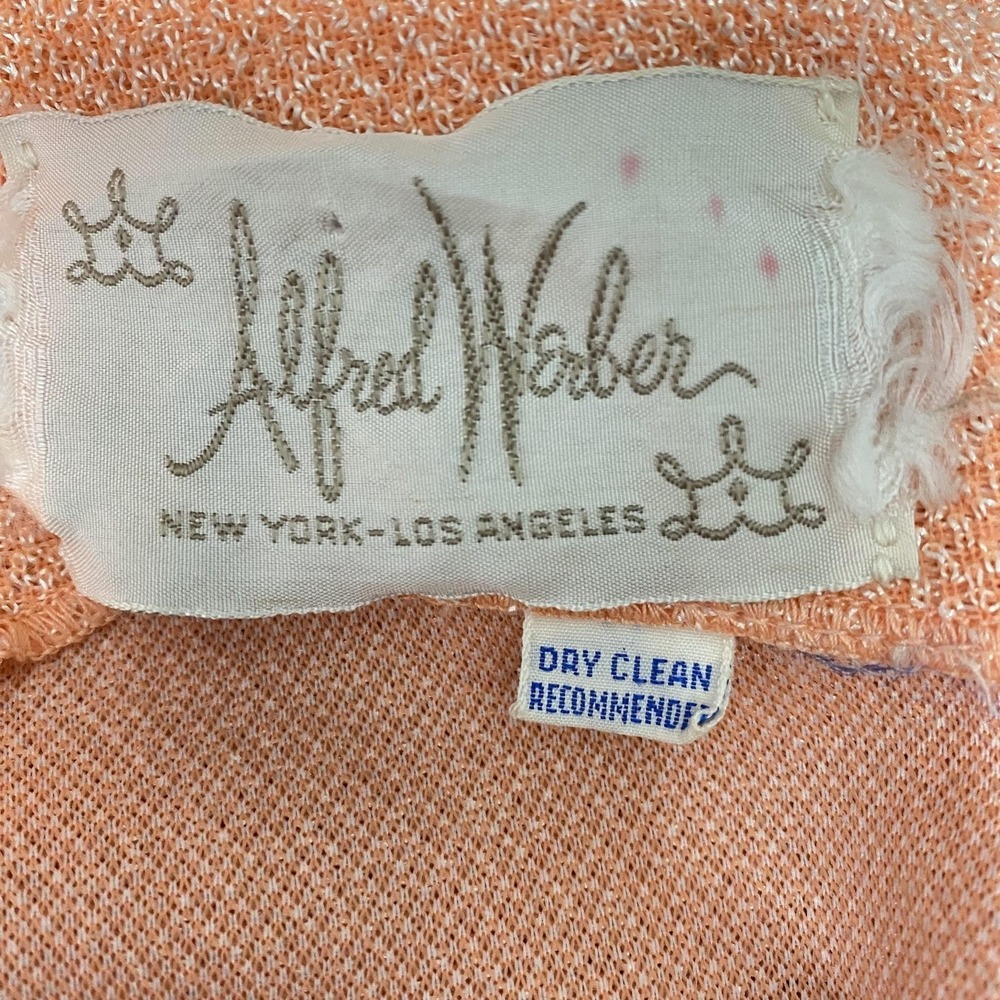 Alfred Werber
NEW YORK-LOS ANGELES
DRY CLEAN
RECOMMENDED